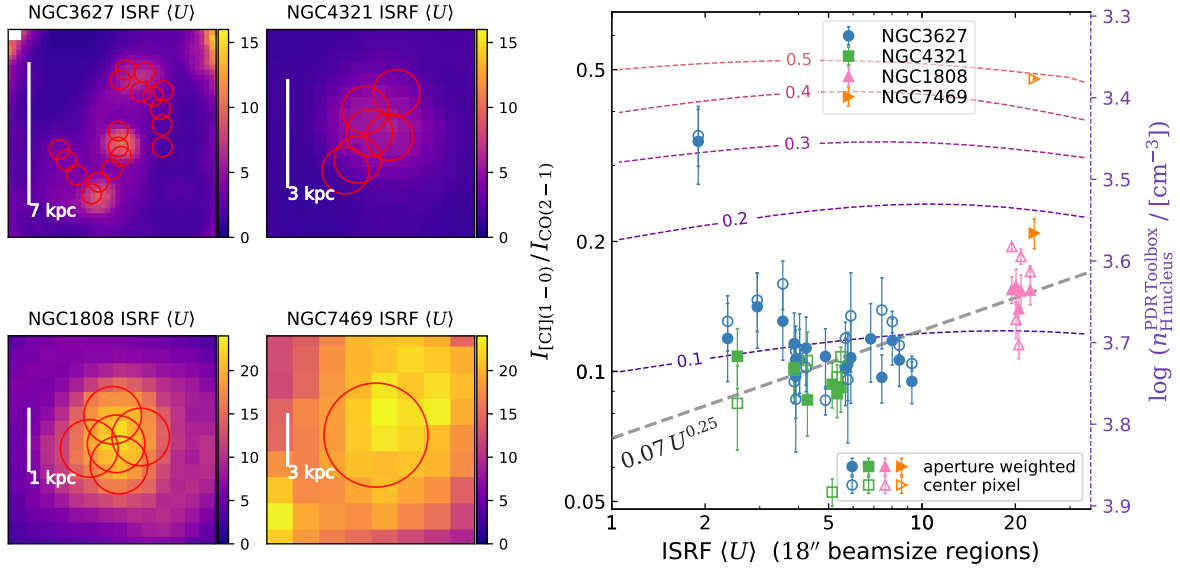 NGC3627 ISRF ⟨U⟩
15
10
5
0
7 kpc
NGC4321 ISRF ⟨U⟩
15
10
5
0
3 kpc
NGC1808 ISRF ⟨U⟩
20
15
10
5
0
1 kpc
NGC7469 ISRF ⟨U⟩
20
15
10
5
0
3 kpc
I[CI](1−0) / ICO(2−1)
0.5
0.2
0.1
0.05
NGC3627
NGC4321
NGC1808
NGC7469
0.5
0.4
0.3
0.2
0.1
0.07 U^0.25
aperture weighted
center pixel
1
2
5
10
20
ISRF ⟨U⟩ (18″ beamsize regions)
3.3
3.4
3.5
3.6
3.7
3.8
3.9
log (n^PDRToolbox_H nucleus / [cm−3])